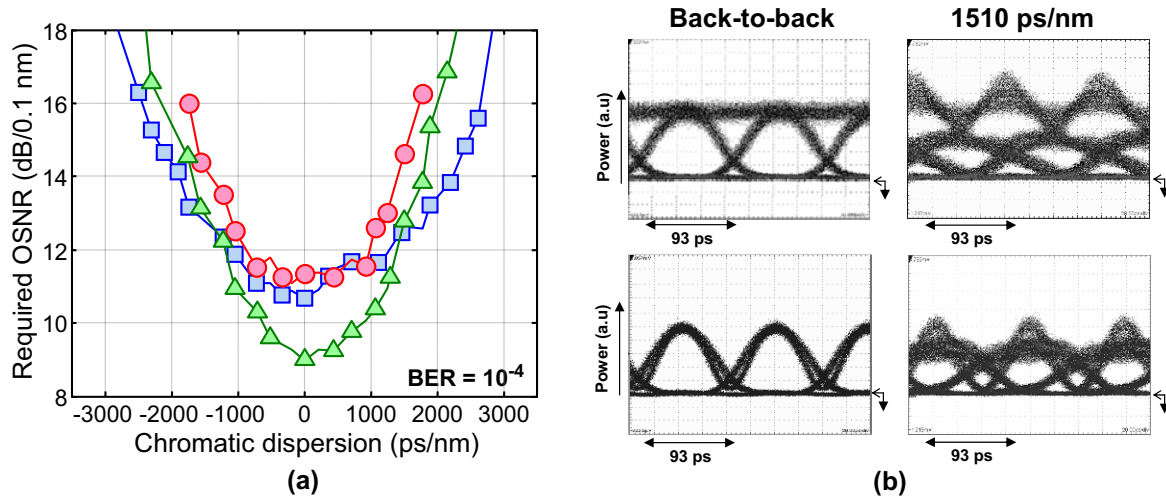 Back-to-back
1510 ps/nm
18
16
14
12
10
8
Required OSNR (dB/0.1 nm)
BER = 10⁻⁴
-3000 -2000 -1000 0 1000 2000 3000
Chromatic dispersion (ps/nm)
(a)
Power (a.u)
93 ps
93 ps
Power (a.u)
93 ps
93 ps
(b)